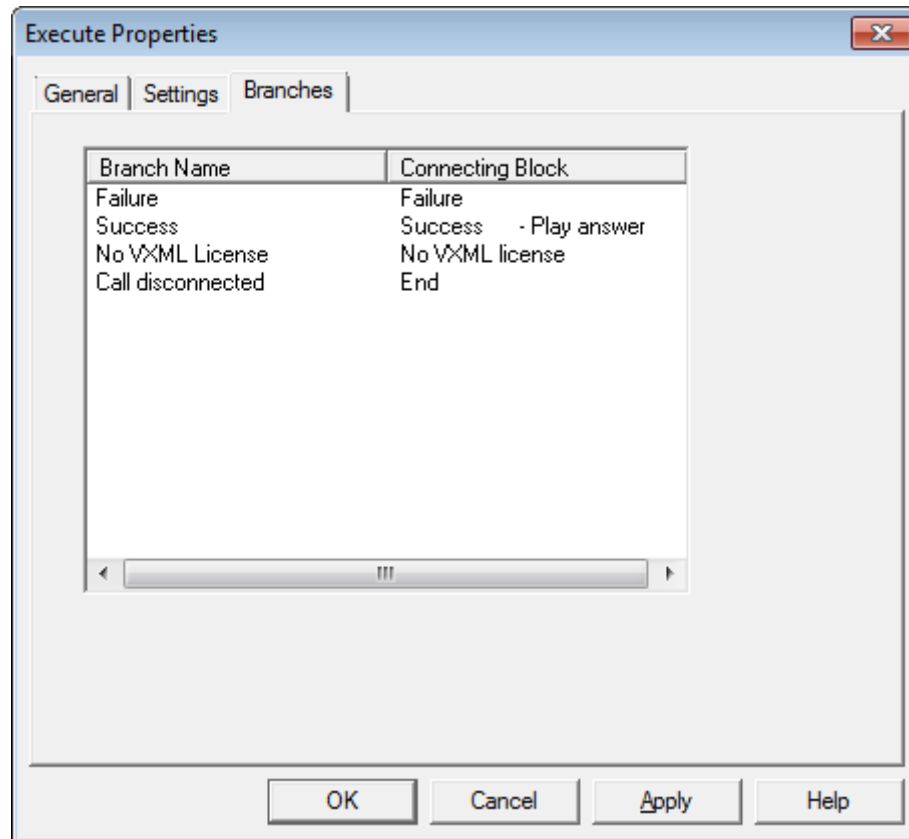 Execute Properties
General Settings Branches
Branch Name Connecting Block
Failure Failure
Success Success - Play answer
No VXML License No VXML license
Call disconnected End
OK Cancel Apply Help